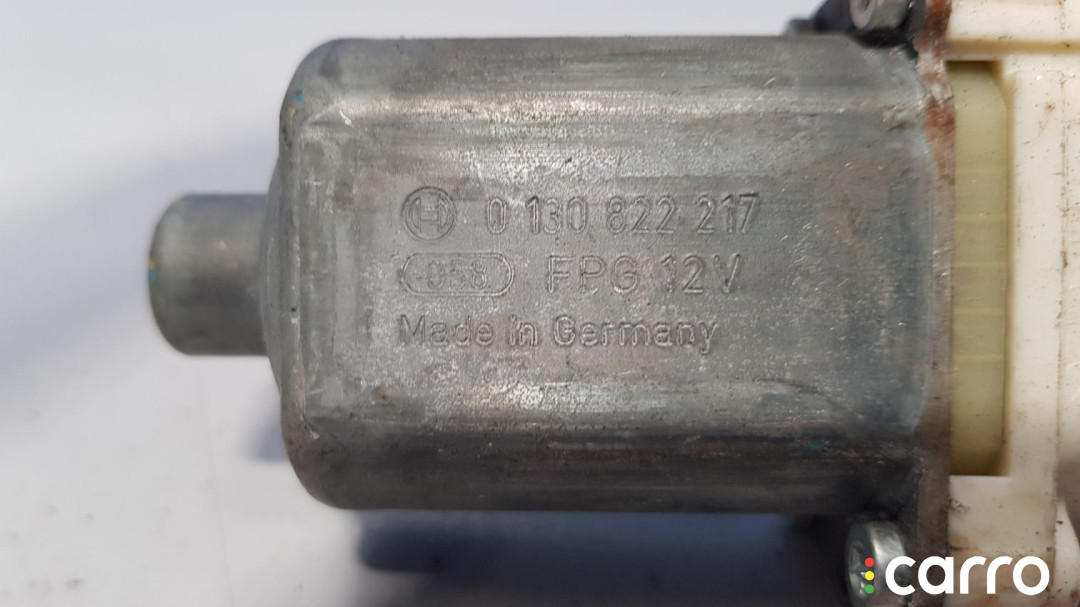 0 130 822 217
058 FPG 12V
Made in Germany
carro